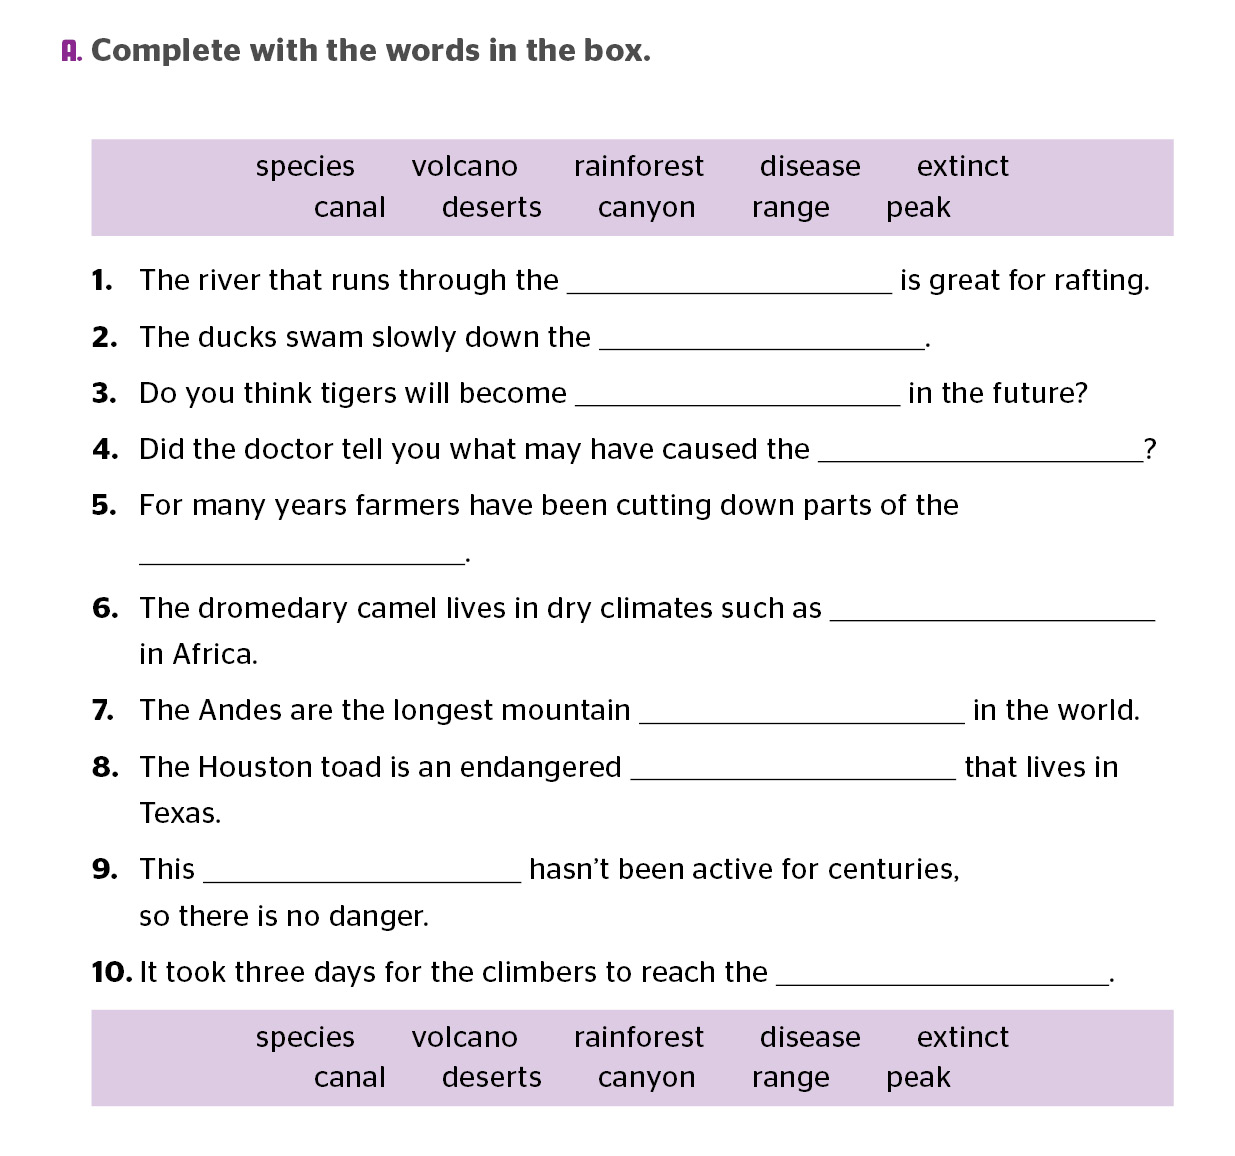 A. Complete with the words in the box.
species volcano rainforest disease extinct
canal deserts canyon range peak
1. The river that runs through the ____________________ is great for rafting.
2. The ducks swam slowly down the ____________________.
3. Do you think tigers will become ____________________ in the future?
4. Did the doctor tell you what may have caused the ____________________?
5. For many years farmers have been cutting down parts of the
____________________.
6. The dromedary camel lives in dry climates such as ____________________
in Africa.
7. The Andes are the longest mountain ____________________ in the world.
8. The Houston toad is an endangered ____________________ that lives in
Texas.
9. This ____________________ hasn’t been active for centuries,
so there is no danger.
10. It took three days for the climbers to reach the ____________________.
species volcano rainforest disease extinct
canal deserts canyon range peak